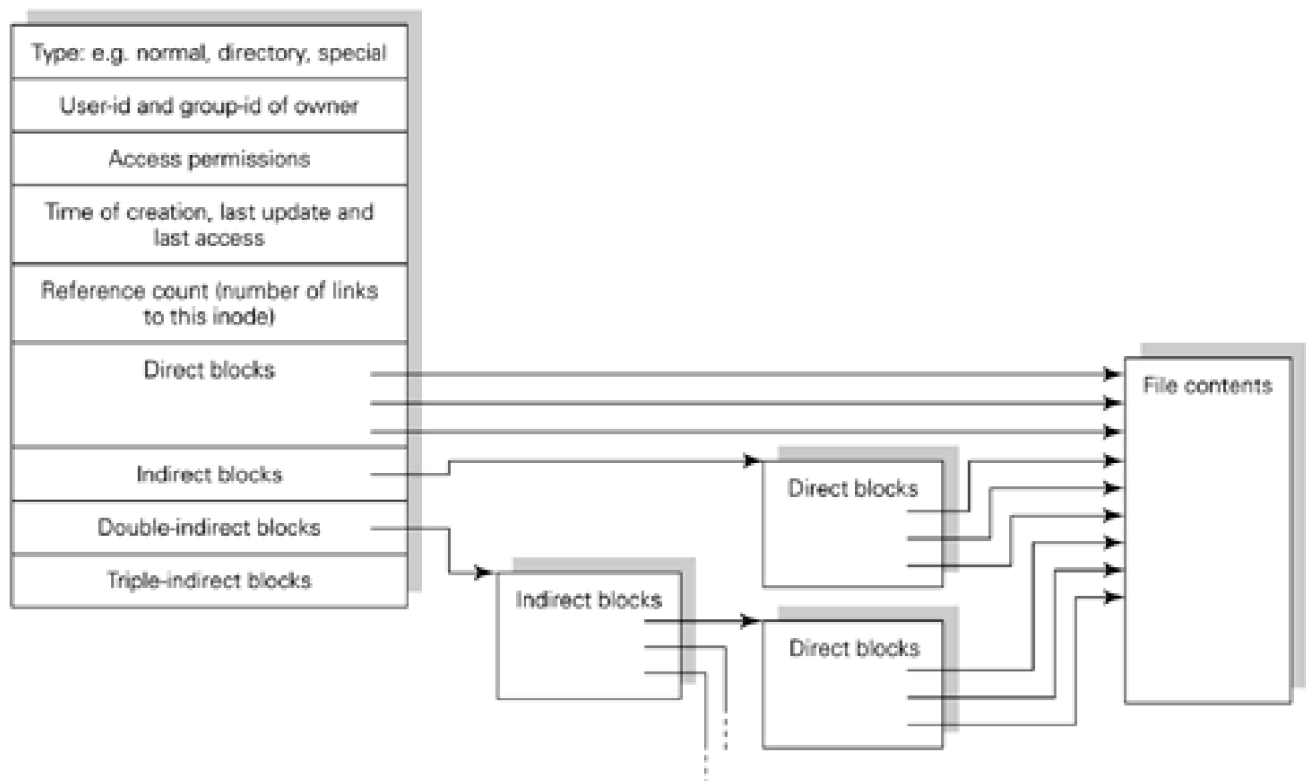 Type: e.g. normal, directory, special
User-id and group-id of owner
Access permissions
Time of creation, last update and
last access
Reference count (number of links
to this inode)
Direct blocks
File contents
Indirect blocks
Direct blocks
Double-indirect blocks
Triple-indirect blocks
Indirect blocks
Direct blocks